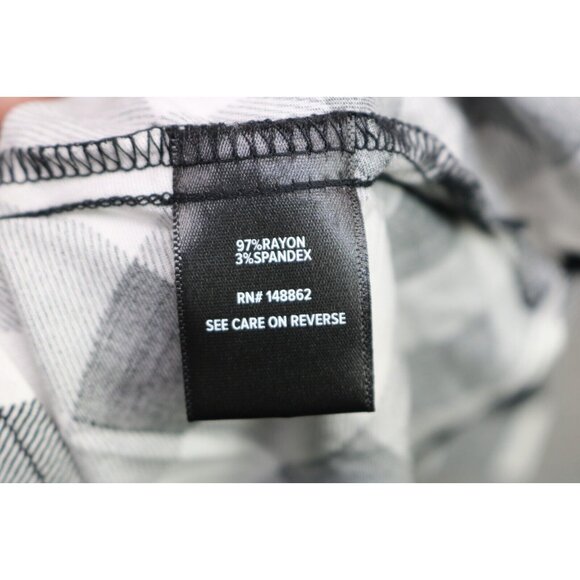 97%RAYON
3%SPANDEX
RN# 148862
SEE CARE ON REVERSE